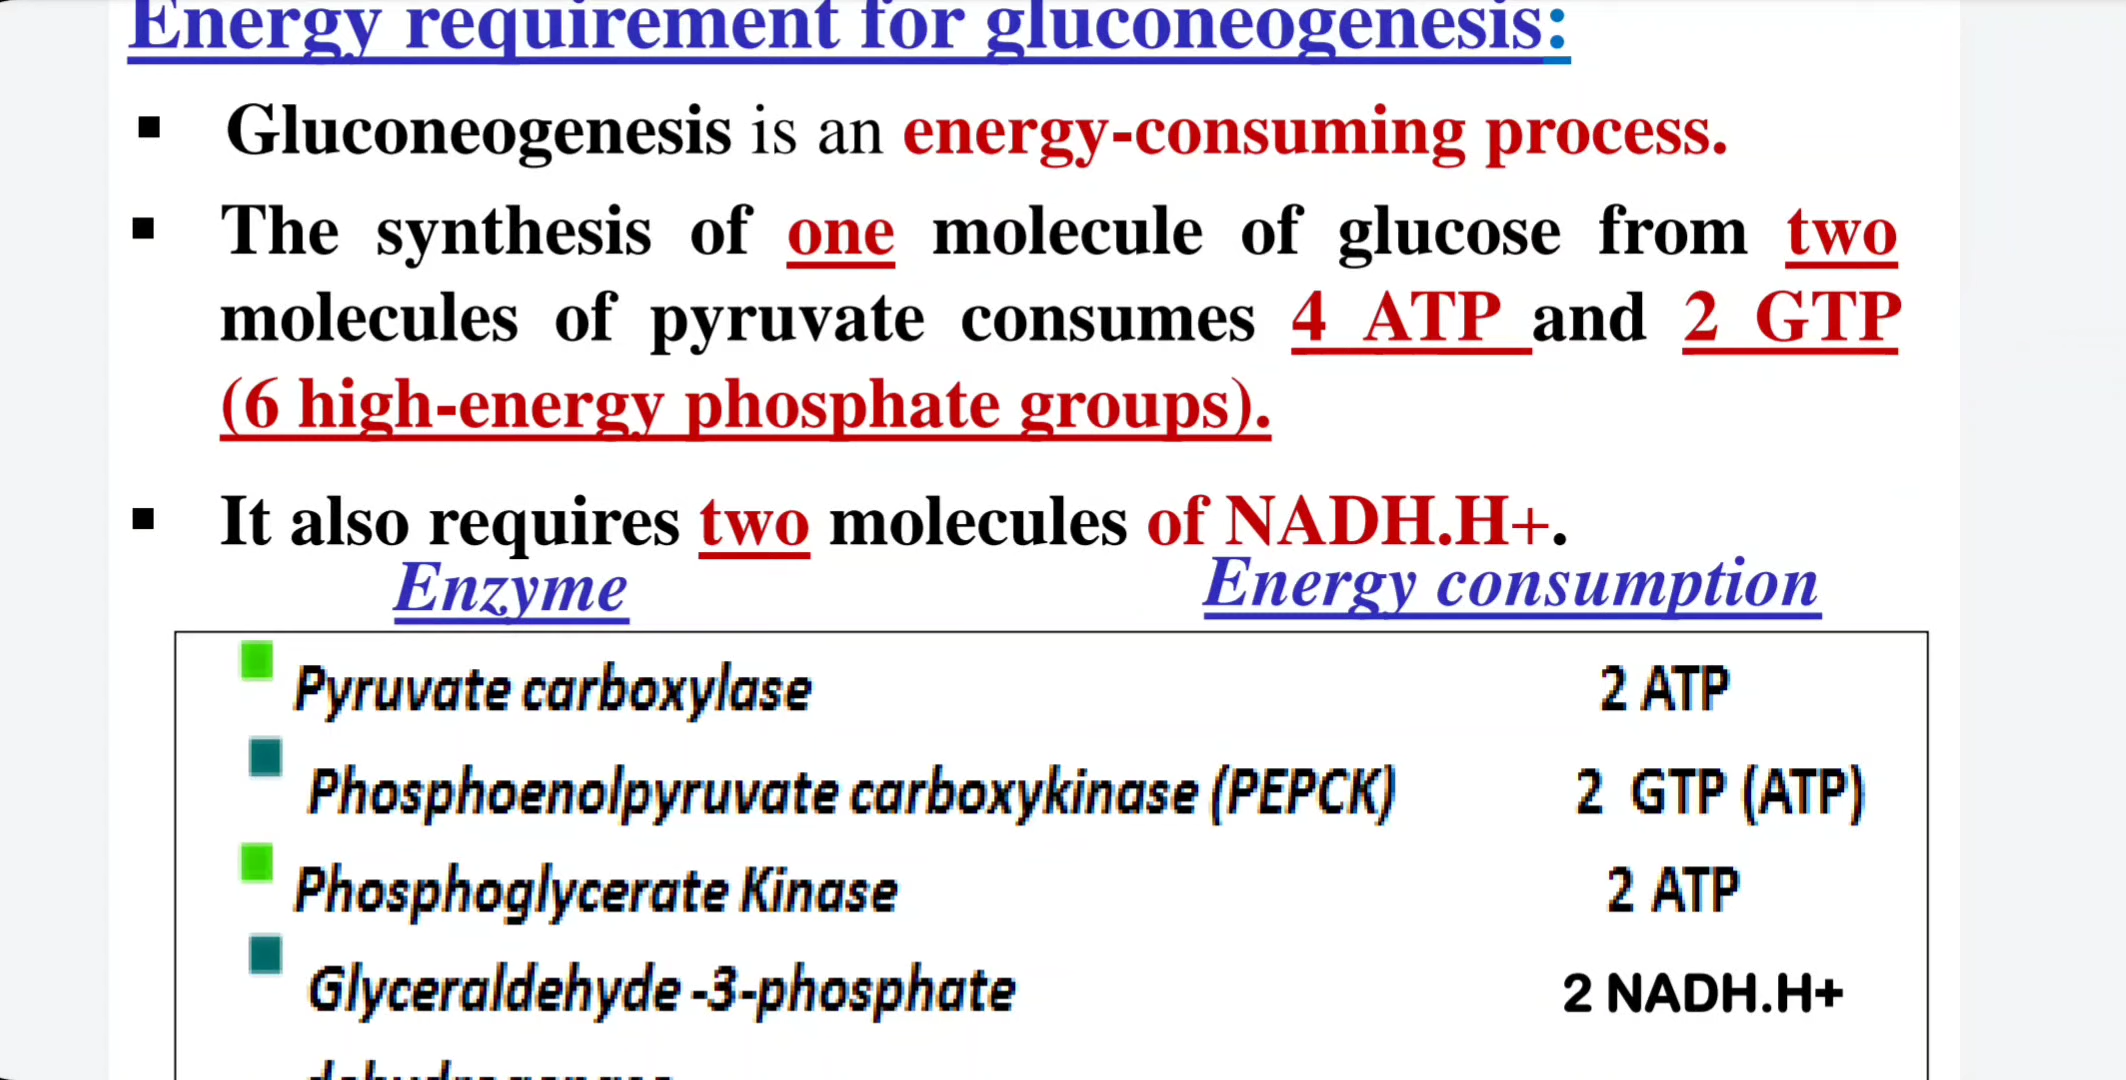 Energy requirement for gluconeogenesis:
▪ Gluconeogenesis is an energy-consuming process.
▪ The synthesis of one molecule of glucose from two
molecules of pyruvate consumes 4 ATP and 2 GTP
(6 high-energy phosphate groups).
▪ It also requires two molecules of NADH.H+.
Enzyme Energy consumption
Pyruvate carboxylase 2 ATP
Phosphoenolpyruvate carboxykinase (PEPCK) 2 GTP (ATP)
Phosphoglycerate Kinase 2 ATP
Glyceraldehyde -3-phosphate 2 NADH.H+